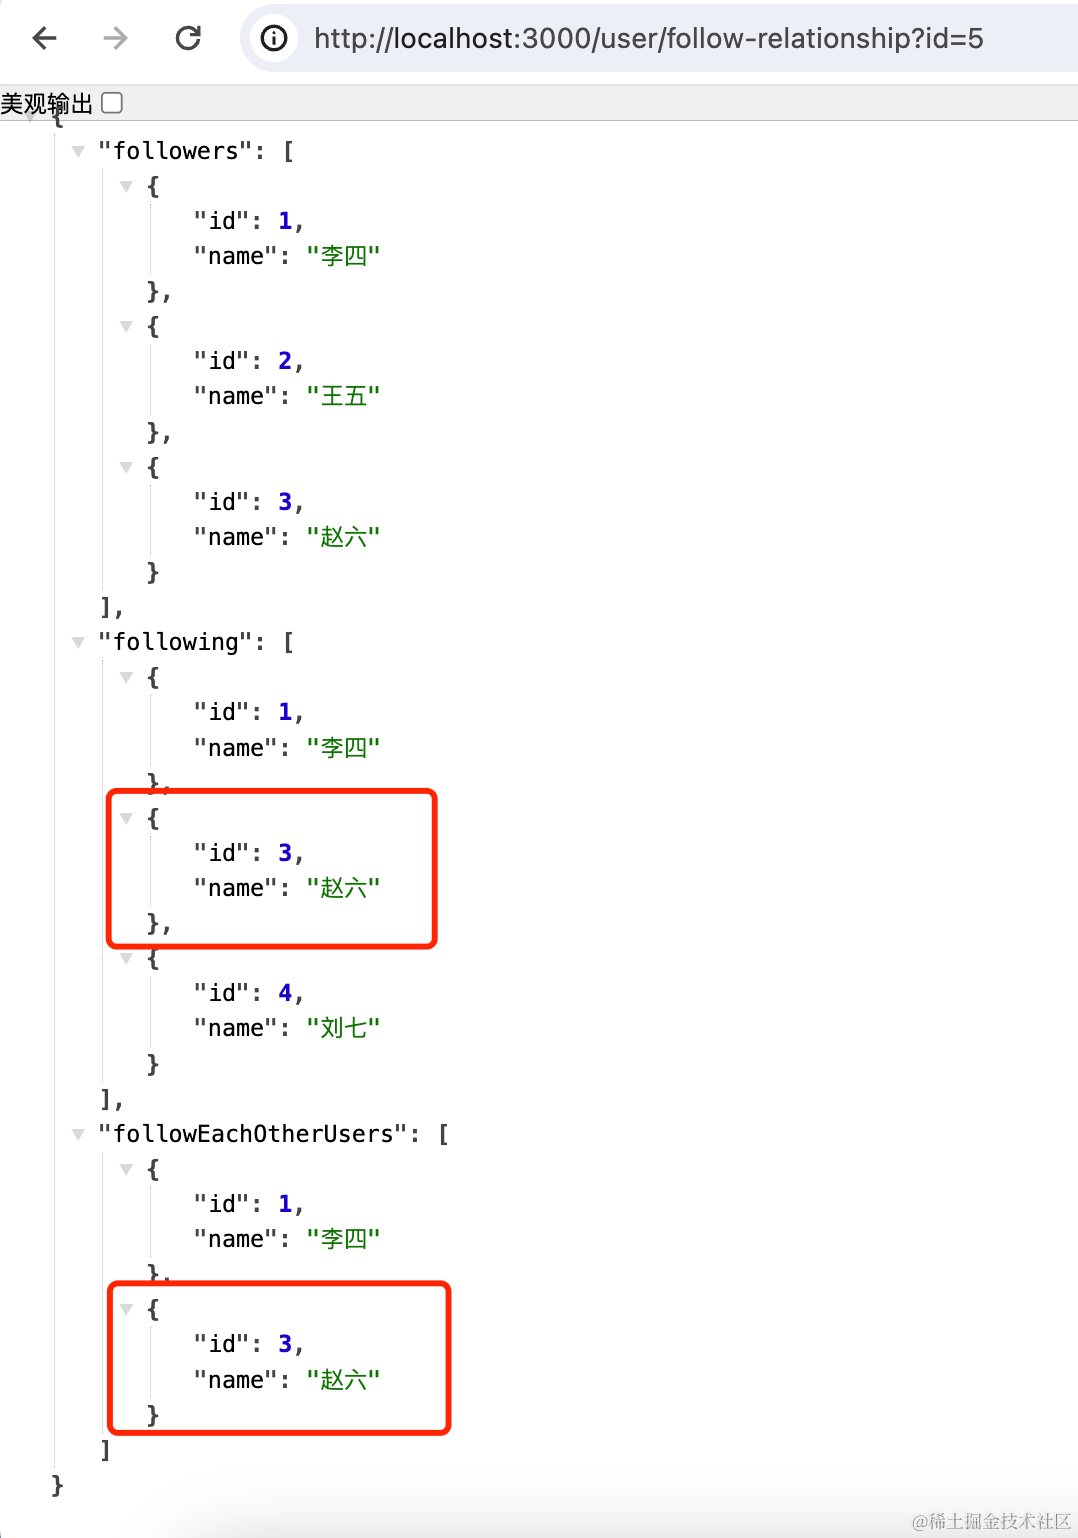 http://localhost:3000/user/follow-relationship?id=5
美观输出
{
"followers": [
{
"id": 1,
"name": "李四"
},
{
"id": 2,
"name": "王五"
},
{
"id": 3,
"name": "赵六"
}
],
"following": [
{
"id": 1,
"name": "李四"
},
{
"id": 3,
"name": "赵六"
},
{
"id": 4,
"name": "刘七"
}
],
"followEachOtherUsers": [
{
"id": 1,
"name": "李四"
},
{
"id": 3,
"name": "赵六"
}
]
}
@稀土掘金技术社区